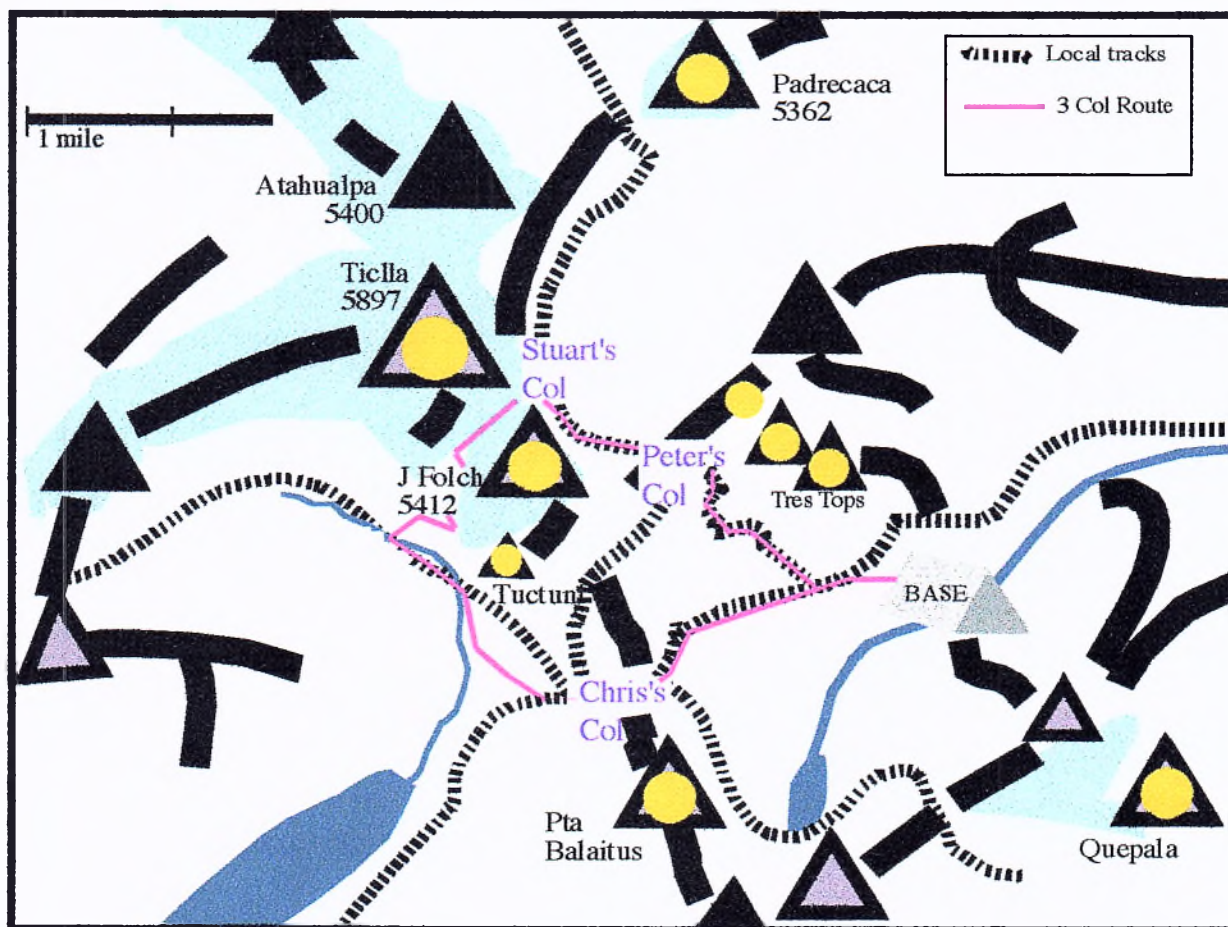 Local tracks
3 Col Route
1 mile
Padrecaca
5362
Atahualpa
5400
Ticlla
5897
Stuart's
Col
Peter's
Col
J Folch
5412
Tres Tops
Tuctuni
BASE
Chris's
Col
Pta
Balaitus
Quepala